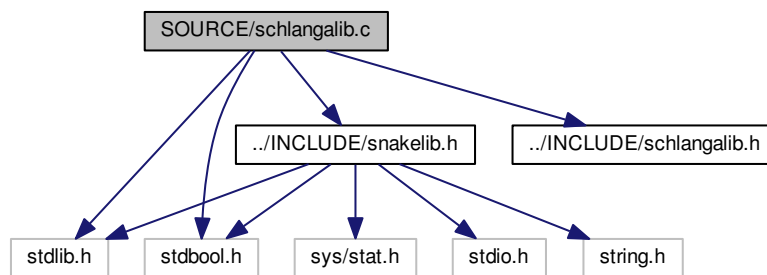 SOURCE/schlangalib.c
../INCLUDE/snakelib.h
../INCLUDE/schlangalib.h
stdlib.h
stdbool.h
sys/stat.h
stdio.h
string.h